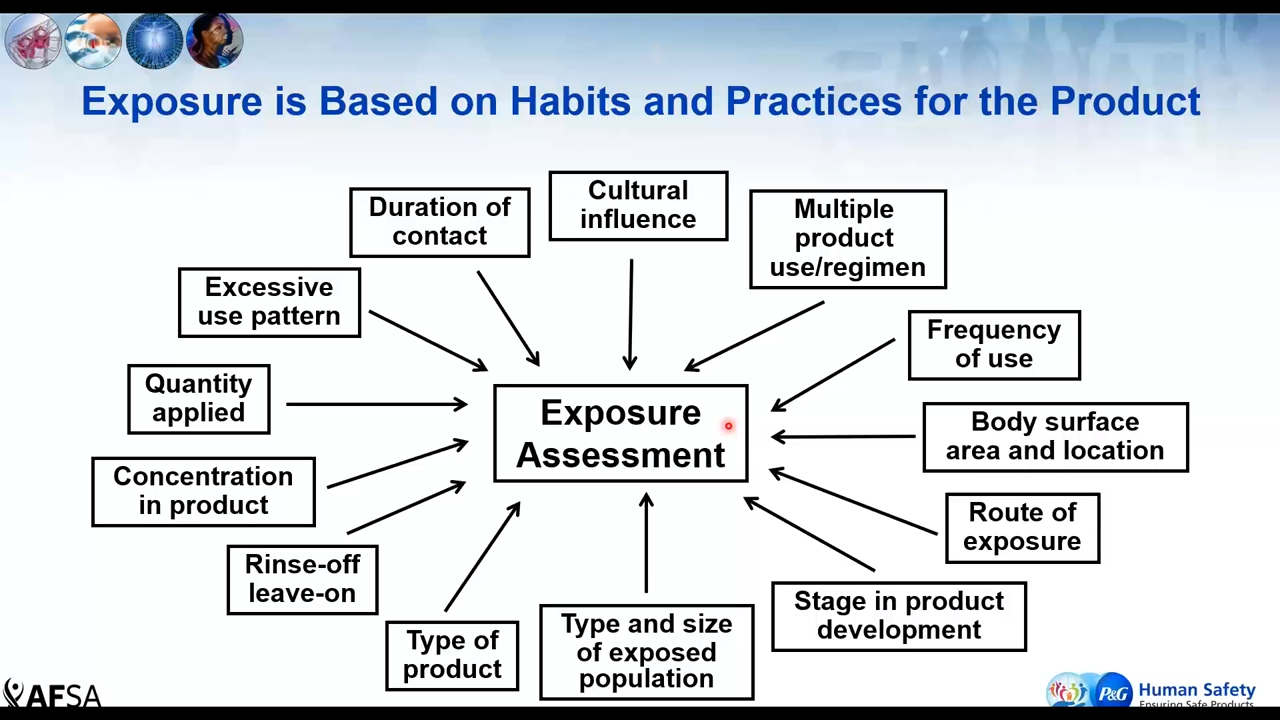 Exposure is Based on Habits and Practices for the Product
Cultural
influence
Duration of
contact
Multiple
product
use/regimen
Excessive
use pattern
Frequency
of use
Quantity
applied
Exposure
Assessment
Body surface
area and location
Concentration
in product
Route of
exposure
Rinse-off
leave-on
Stage in product
development
Type of
product
Type and size
of exposed
population
AFSA
P&G
Human Safety
Ensuring Safe Products